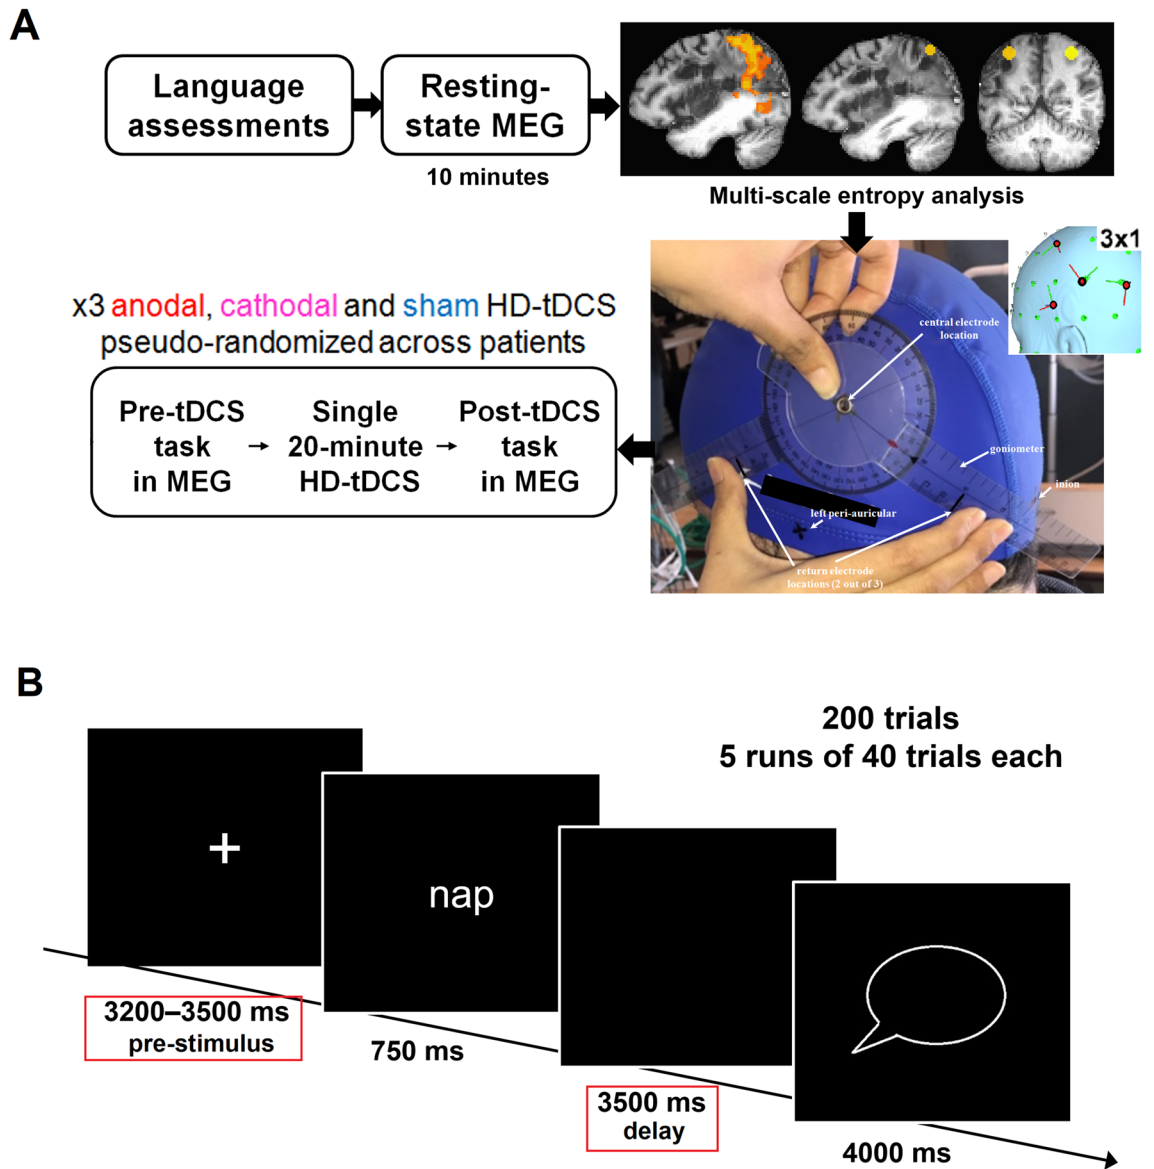 A
Language
assessments
Resting-
state MEG
10 minutes
Multi-scale entropy analysis
3x1
x3 anodal, cathodal and sham HD-tDCS
pseudo-randomized across patients
Pre-tDCS
task
in MEG
Single
20-minute
HD-tDCS
Post-tDCS
task
in MEG
central electrode
location
goniometer
inion
left peri-auricular
return electrode
locations (2 out of 3)
B
200 trials
5 runs of 40 trials each
+
nap
3200–3500 ms
pre-stimulus
750 ms
3500 ms
delay
4000 ms